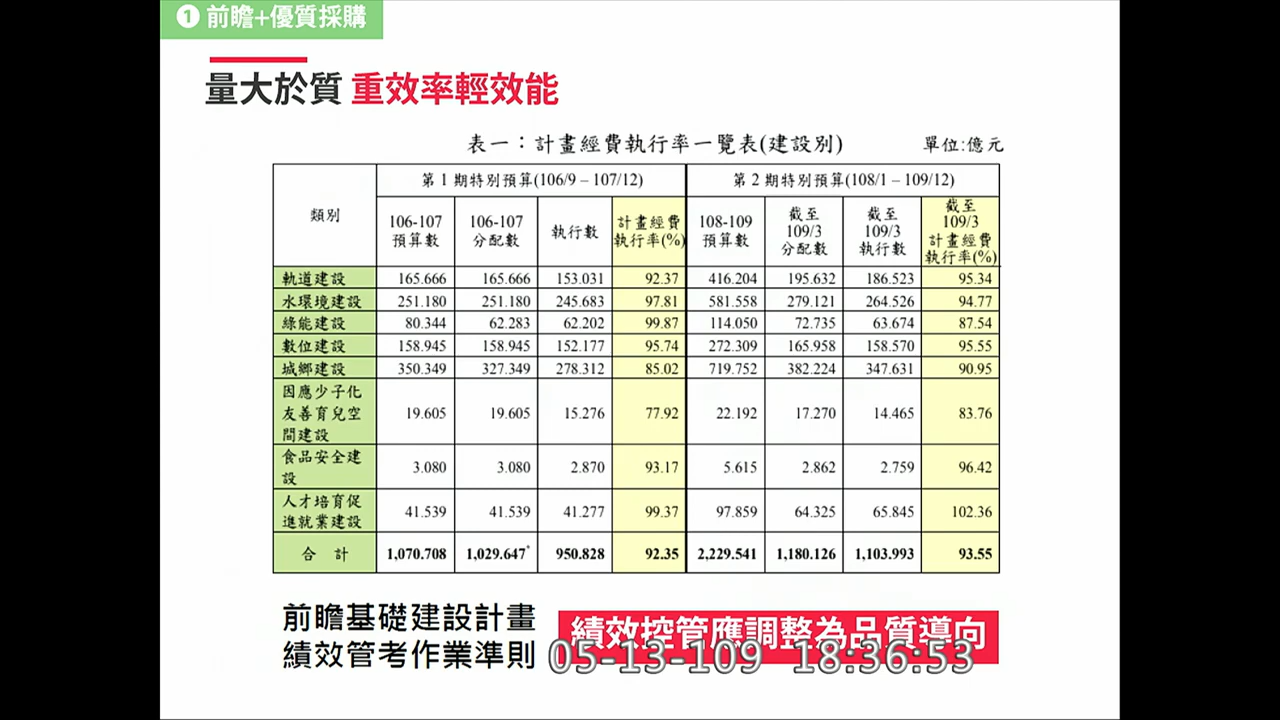 ❶ 前瞻+優質採購
量大於質 重效率輕效能
表一：計畫經費執行率一覽表(建設別) 單位:億元
類別 第1期特別預算(106/9 – 107/12) 第2期特別預算(108/1 – 109/12)
106-107 預算數 106-107 分配數 執行數 計畫經費 執行率(%) 108-109 預算數 截至 109/3 分配數 截至 109/3 執行數 截至 109/3 計畫經費 執行率(%)
軌道建設 165.666 165.666 153.031 92.37 416.204 195.632 186.523 95.34
水環境建設 251.180 251.180 245.683 97.81 581.558 279.121 264.526 94.77
綠能建設 80.344 62.283 62.202 99.87 114.050 72.735 63.674 87.54
數位建設 158.945 158.945 152.177 95.74 272.309 165.958 158.570 95.55
城鄉建設 350.349 327.349 278.312 85.02 719.752 382.224 347.631 90.95
因應少子化友善育兒空間建設 19.605 19.605 15.276 77.92 22.192 17.270 14.465 83.76
食品安全建設 3.080 3.080 2.870 93.17 5.615 2.862 2.759 96.42
人才培育促進就業建設 41.539 41.539 41.277 99.37 97.859 64.325 65.845 102.36
合計 1,070.708 1,029.647* 950.828 92.35 2,229.541 1,180.126 1,103.993 93.55
前瞻基礎建設計畫
績效管考作業準則
績效控管應調整為品質導向
05-13-109 18:36:53